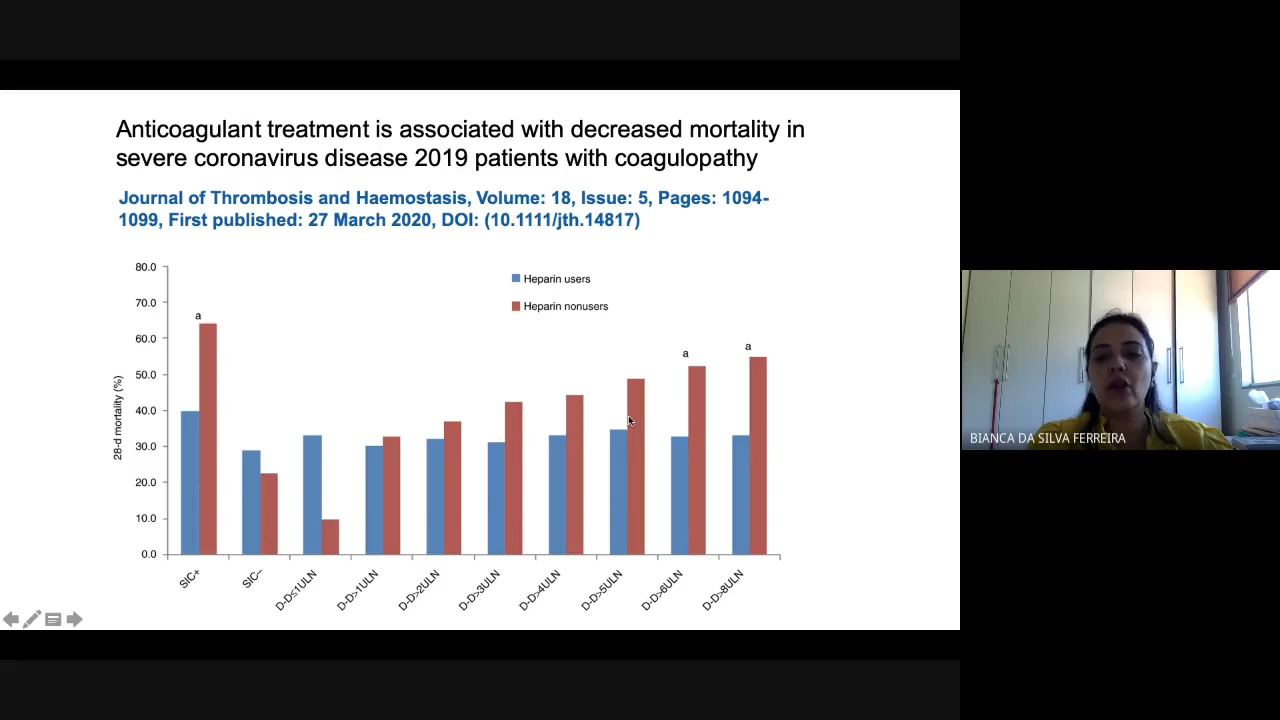 Anticoagulant treatment is associated with decreased mortality in
severe coronavirus disease 2019 patients with coagulopathy
Journal of Thrombosis and Haemostasis, Volume: 18, Issue: 5, Pages: 1094-
1099, First published: 27 March 2020, DOI: (10.1111/jth.14817)
Heparin users
Heparin nonusers
28-d mortality (%)
80.0
70.0
60.0
50.0
40.0
30.0
20.0
10.0
0.0
a
a
a
SIC+
SIC−
D-D≤1ULN
D-D>1ULN
D-D>2ULN
D-D>3ULN
D-D>4ULN
D-D>5ULN
D-D>6ULN
D-D>8ULN
BIANCA DA SILVA FERREIRA